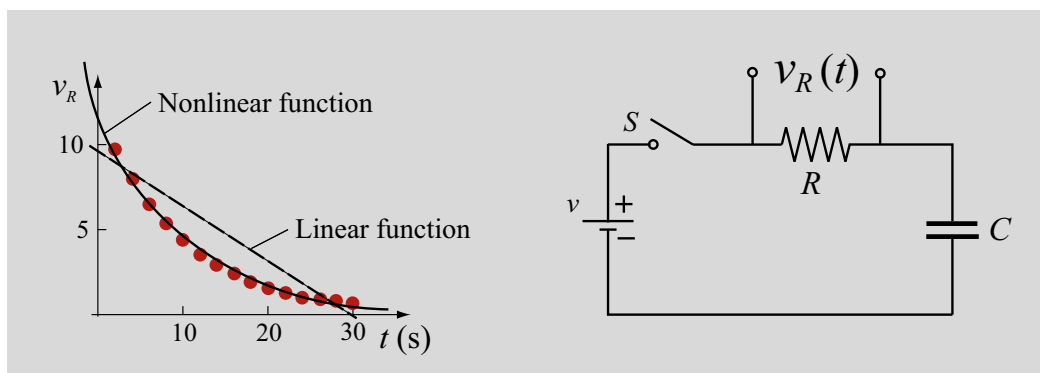 v_R
Nonlinear function
10
5
Linear function
10
20
30
t (s)
v_R (t)
S
R
v
+
−
C